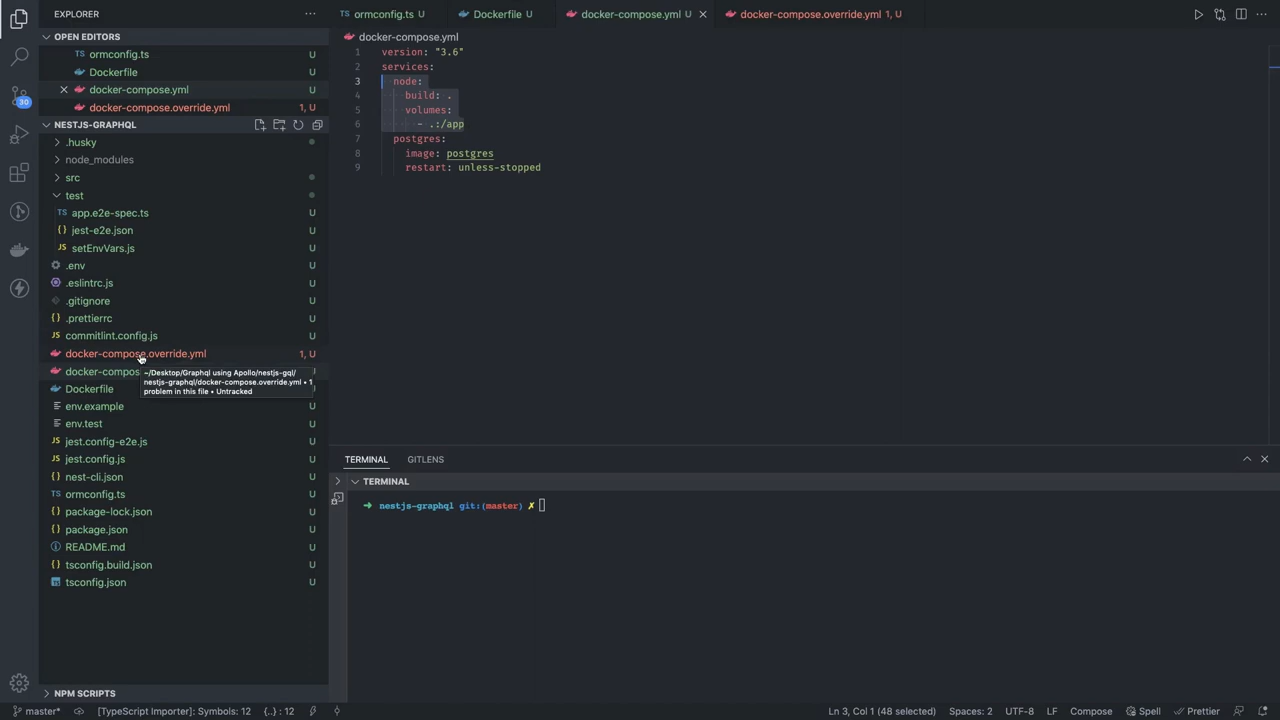 EXPLORER
OPEN EDITORS
TS ormconfig.ts U
Dockerfile U
docker-compose.yml U
docker-compose.override.yml 1, U
NESTJS-GRAPHQL
.husky
node_modules
src
test
TS app.e2e-spec.ts U
{} jest-e2e.json U
JS setEnvVars.js U
.env U
.eslintrc.js U
.gitignore U
{} .prettierrc U
JS commitlint.config.js U
docker-compose.override.yml 1, U
docker-compos
~/Desktop/Graphql using Apollo/nestjs-gql/
nestjs-graphql/docker-compose.override.yml • 1
problem in this file • Untracked
Dockerfile U
env.example U
env.test U
JS jest.config-e2e.js U
JS jest.config.js U
{} nest-cli.json U
TS ormconfig.ts U
{} package-lock.json U
{} package.json U
README.md U
{} tsconfig.build.json U
tsconfig.json U
NPM SCRIPTS
30
TS ormconfig.ts U
Dockerfile U
docker-compose.yml U
docker-compose.override.yml 1, U
docker-compose.yml
1 version: "3.6"
2 services:
3 node:
4 build: .
5 volumes:
6 - .:/app
7 postgres:
8 image: postgres
9 restart: unless-stopped
TERMINAL GITLENS
TERMINAL
nestjs-graphql git:(master) ✗
master* [TypeScript Importer]: Symbols: 12 {..} : 12 Ln 3, Col 1 (48 selected) Spaces: 2 UTF-8 LF Compose Spell Prettier